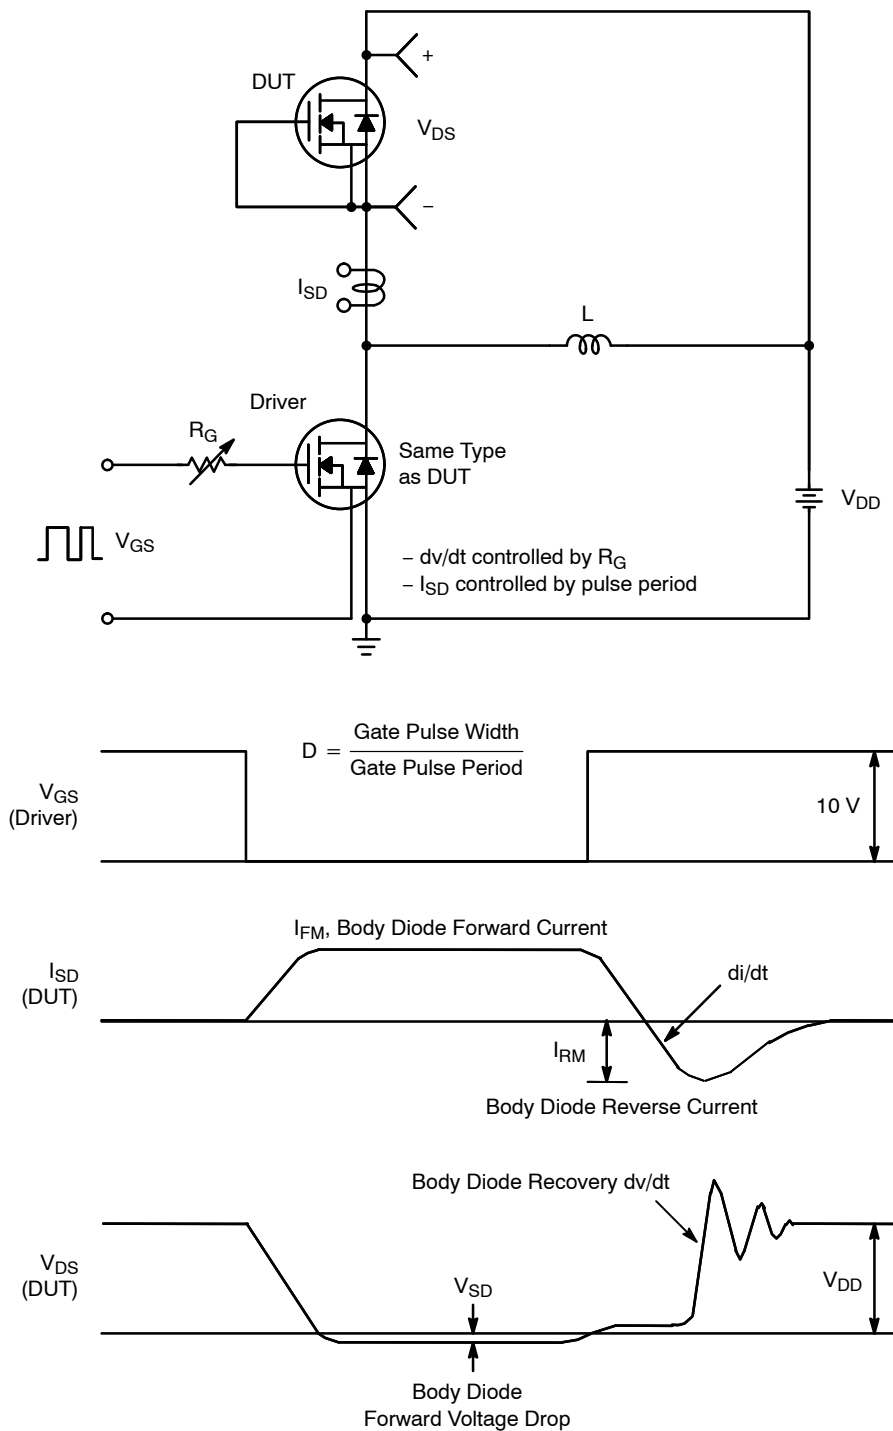 +
DUT
V_DS
−
I_SD
L
Driver
R_G
Same Type
as DUT
V_DD
V_GS
− dv/dt controlled by R_G
− I_SD controlled by pulse period
D = Gate Pulse Width
Gate Pulse Period
V_GS
(Driver)
10 V
I_FM, Body Diode Forward Current
I_SD
(DUT)
di/dt
I_RM
Body Diode Reverse Current
Body Diode Recovery dv/dt
V_DS
(DUT)
V_SD
V_DD
Body Diode
Forward Voltage Drop